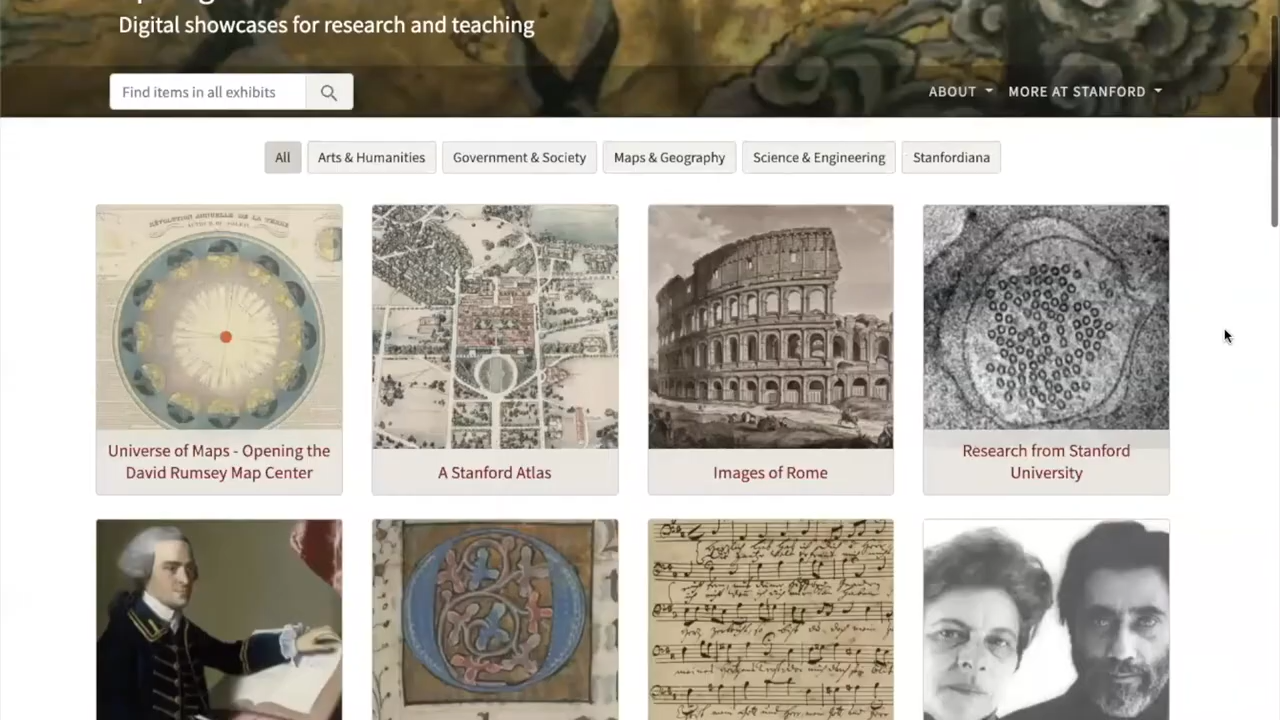 Digital showcases for research and teaching
Find items in all exhibits
ABOUT
MORE AT STANFORD
All
Arts & Humanities
Government & Society
Maps & Geography
Science & Engineering
Stanfordiana
Universe of Maps - Opening the
David Rumsey Map Center
A Stanford Atlas
Images of Rome
Research from Stanford
University